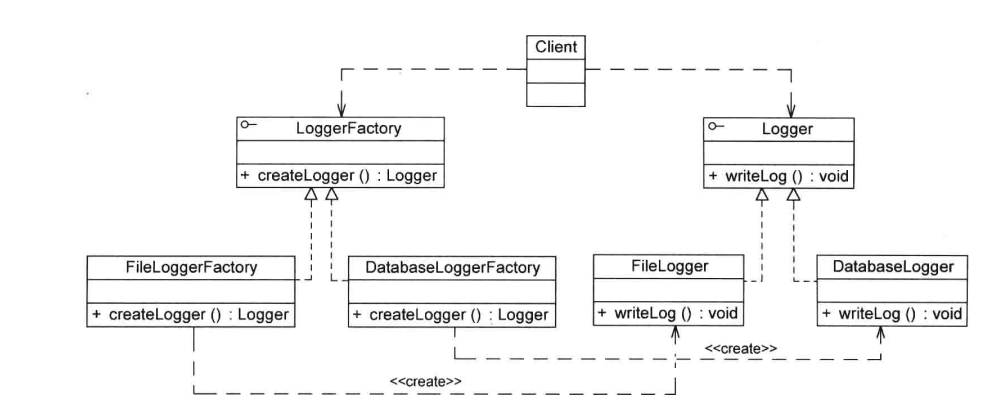 Client
LoggerFactory
+ createLogger () : Logger
Logger
+ writeLog () : void
FileLoggerFactory
+ createLogger () : Logger
DatabaseLoggerFactory
+ createLogger () : Logger
FileLogger
+ writeLog () : void
DatabaseLogger
+ writeLog () : void
<<create>>
<<create>>